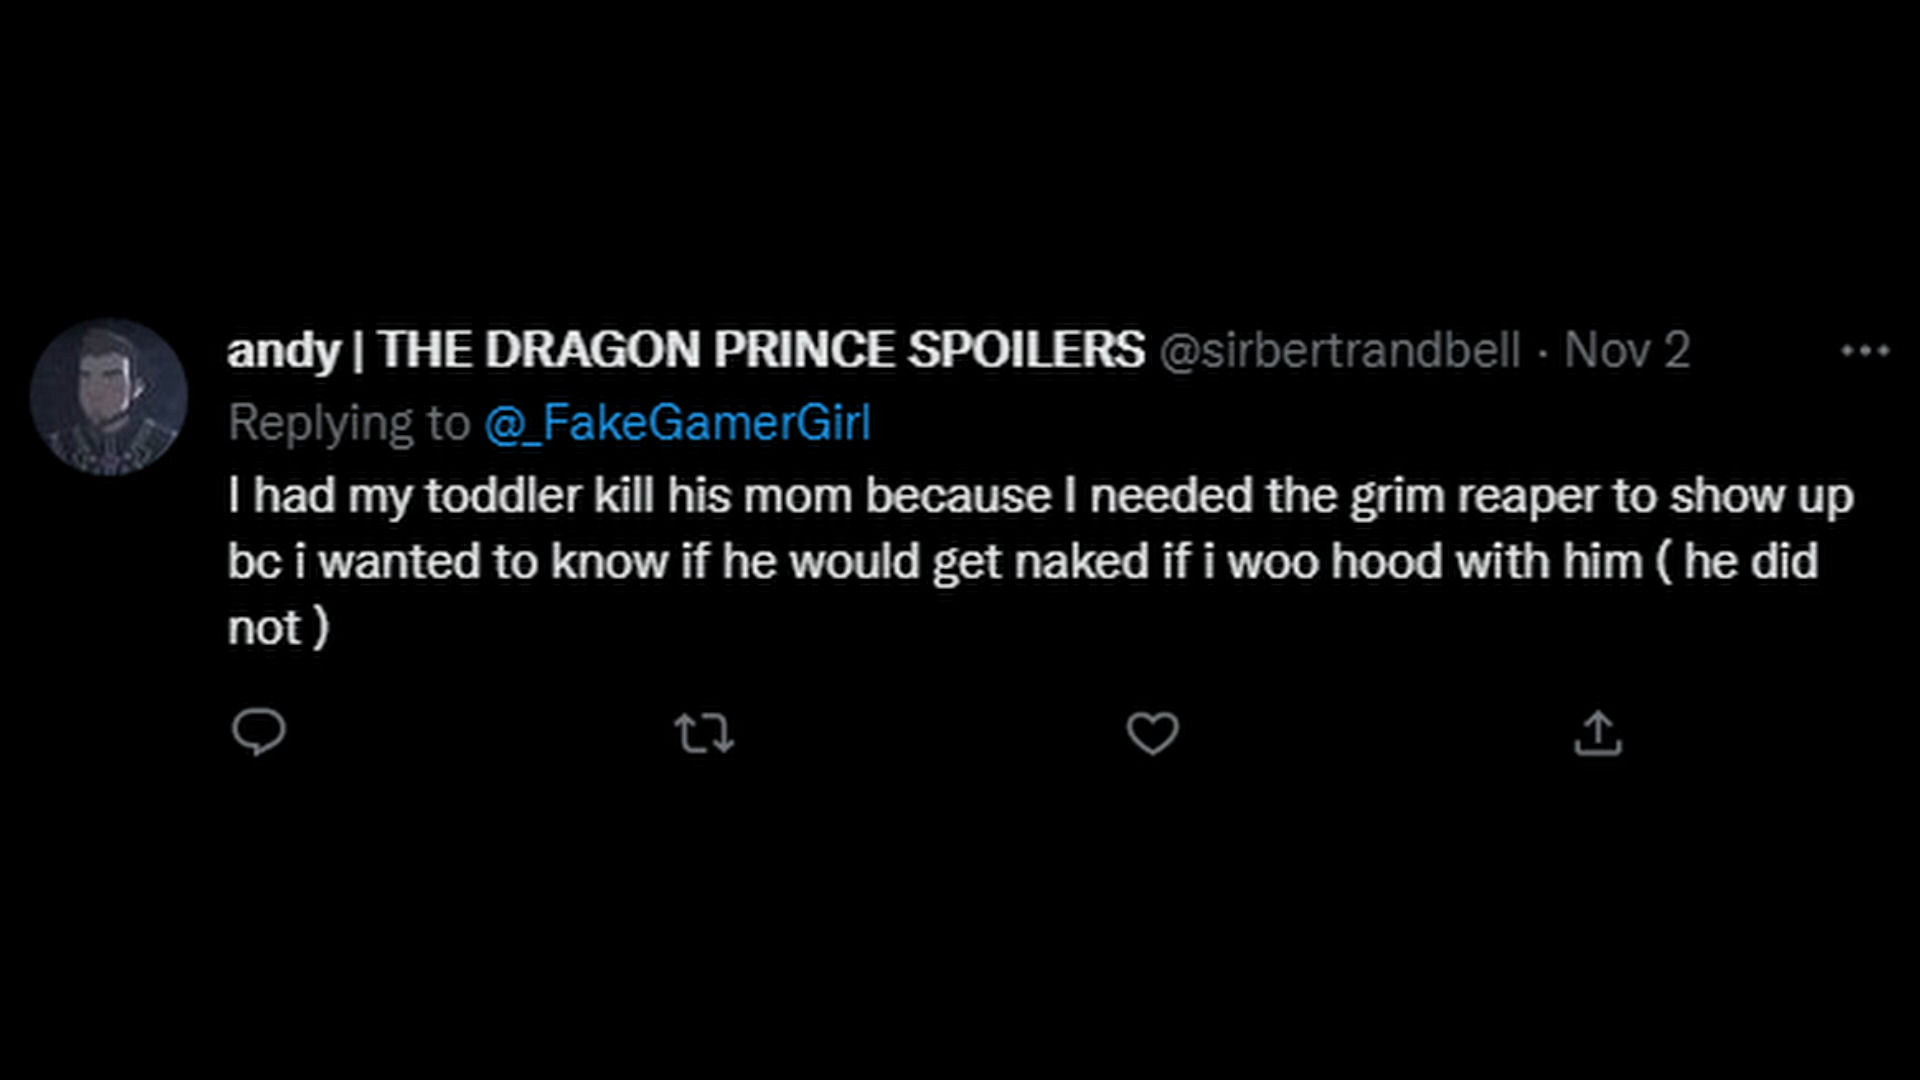 andy | THE DRAGON PRINCE SPOILERS @sirbertrandbell · Nov 2
Replying to @_FakeGamerGirl
I had my toddler kill his mom because I needed the grim reaper to show up
bc i wanted to know if he would get naked if i woo hood with him ( he did
not )